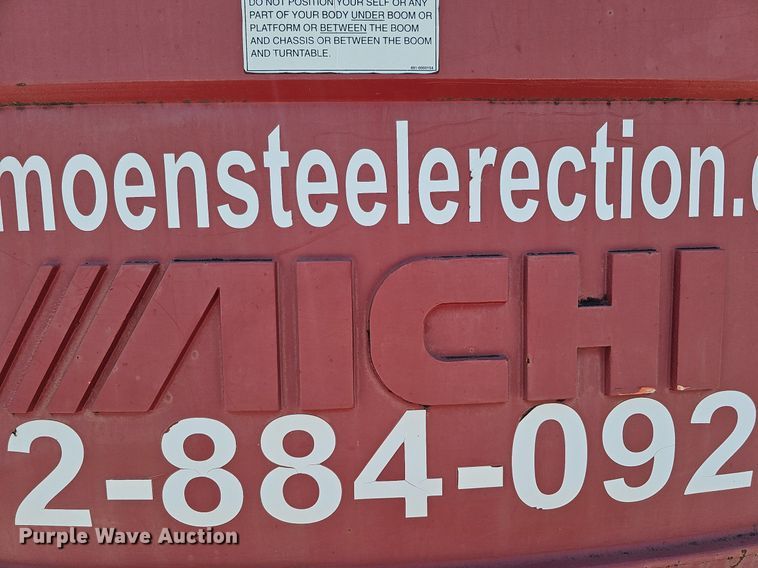 DO NOT POSITION YOUR SELF OR ANY
PART OF YOUR BODY UNDER BOOM OR
PLATFORM OR BETWEEN THE BOOM
AND CHASSIS OR BETWEEN THE BOOM
AND TURNTABLE.
moensteelerection.
AICHI
2-884-092
Purple Wave Auction